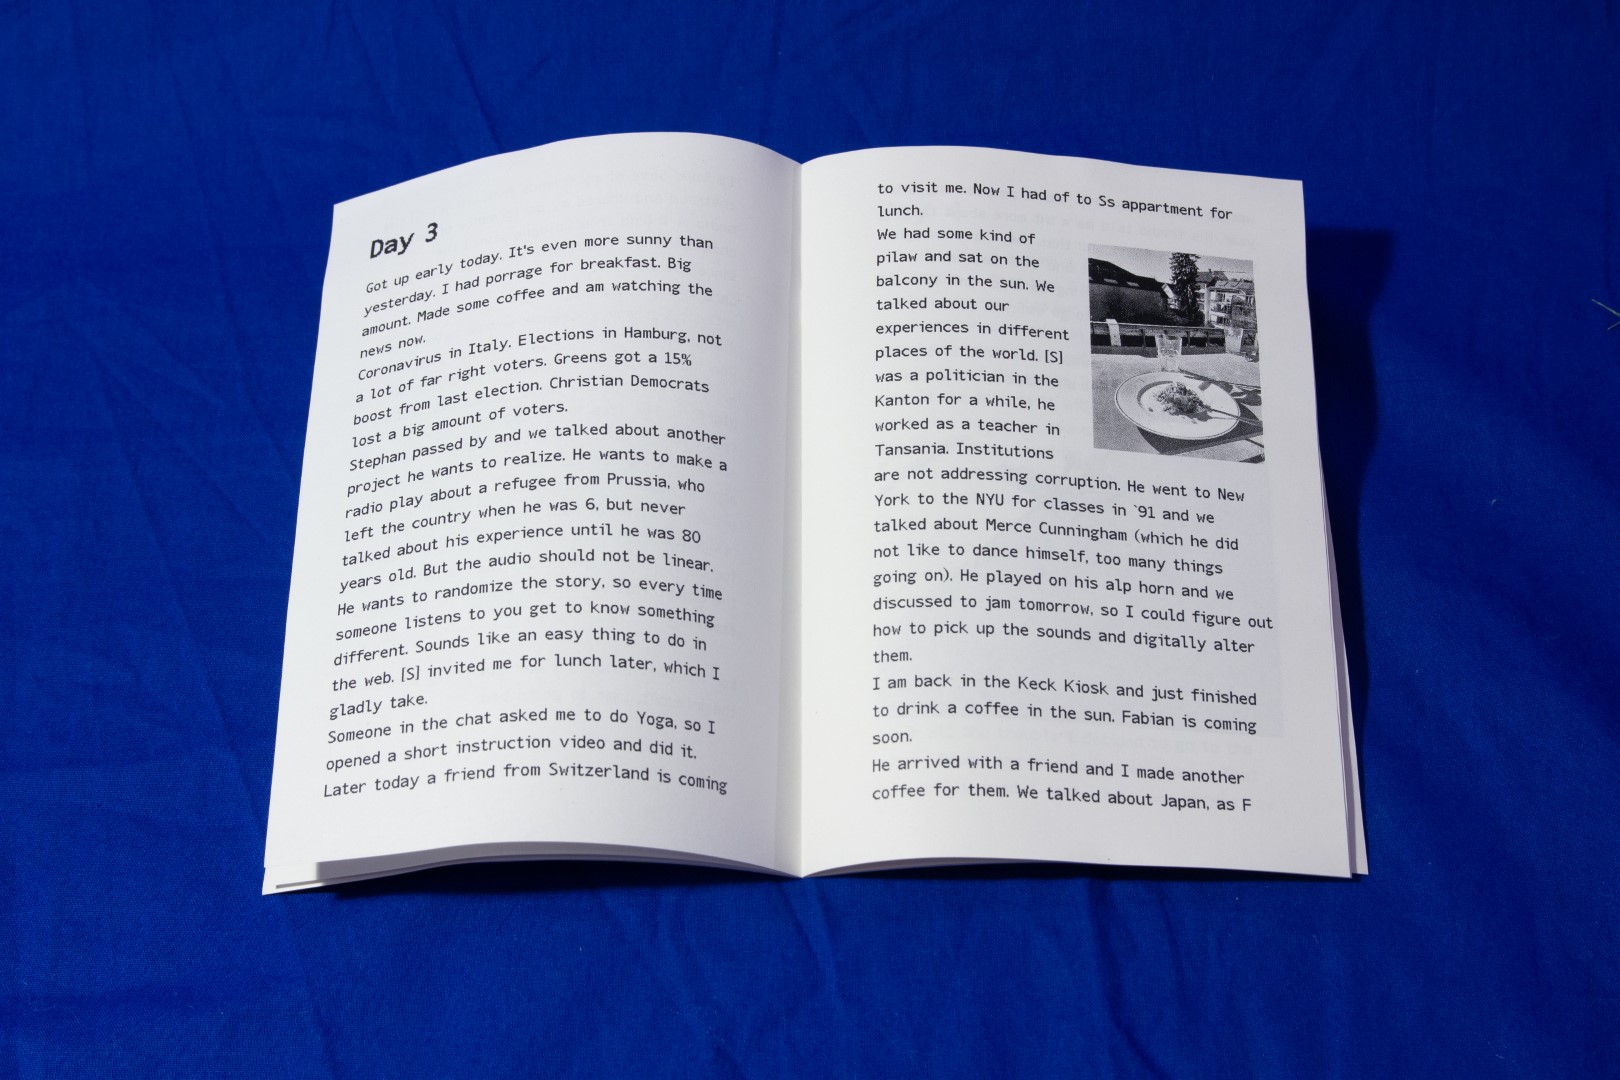 Day 3
Got up early today. It's even more sunny than
yesterday. I had porrage for breakfast. Big
amount. Made some coffee and am watching the
news now.
Coronavirus in Italy. Elections in Hamburg, not
a lot of far right voters. Greens got a 15%
boost from last election. Christian Democrats
lost a big amount of voters.
Stephan passed by and we talked about another
project he wants to realize. He wants to make a
radio play about a refugee from Prussia, who
left the country when he was 6, but never
talked about his experience until he was 80
years old. But the audio should not be linear.
He wants to randomize the story, so every time
someone listens to you get to know something
different. Sounds like an easy thing to do in
the web. [S] invited me for lunch later, which I
gladly take.
Someone in the chat asked me to do Yoga, so I
opened a short instruction video and did it.
Later today a friend from Switzerland is coming
to visit me. Now I had of to Ss appartment for
lunch.
We had some kind of
pilaw and sat on the
balcony in the sun. We
talked about our
experiences in different
places of the world. [S]
was a politician in the
Kanton for a while, he
worked as a teacher in
Tansania. Institutions
are not addressing corruption. He went to New
York to the NYU for classes in `91 and we
talked about Merce Cunningham (which he did
not like to dance himself, too many things
going on). He played on his alp horn and we
discussed to jam tomorrow, so I could figure out
how to pick up the sounds and digitally alter
them.
I am back in the Keck Kiosk and just finished
to drink a coffee in the sun. Fabian is coming
soon.
He arrived with a friend and I made another
coffee for them. We talked about Japan, as F